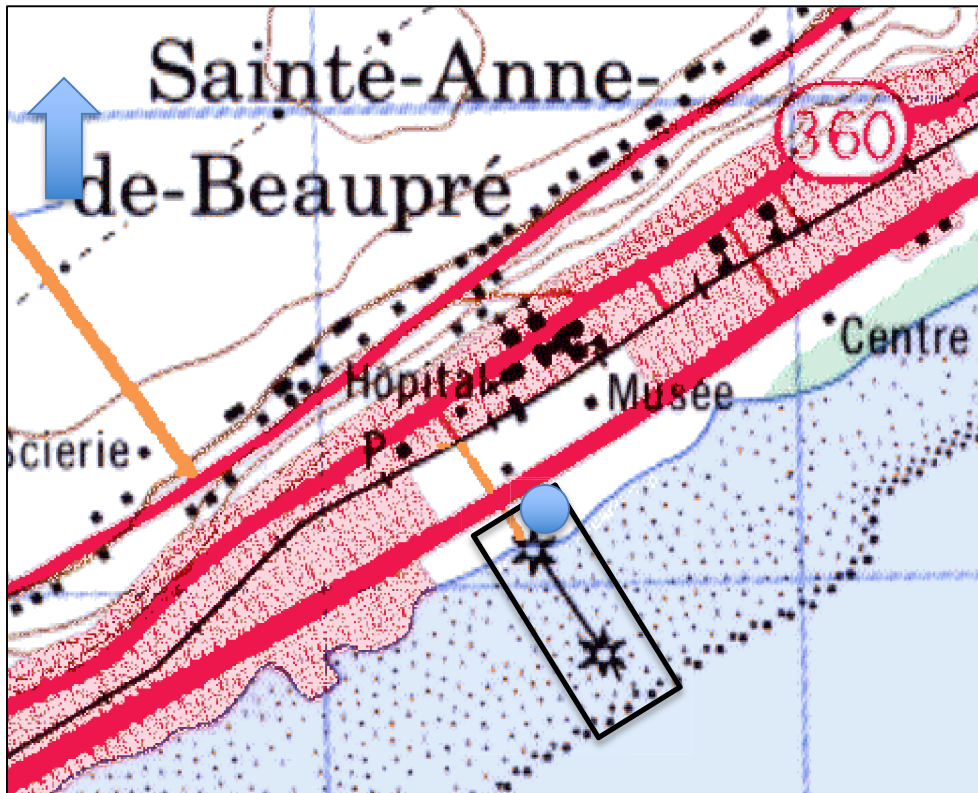 Sainte-Anne-
de-Beaupré
360
Centre
Hôpital
Musée
Scierie
P